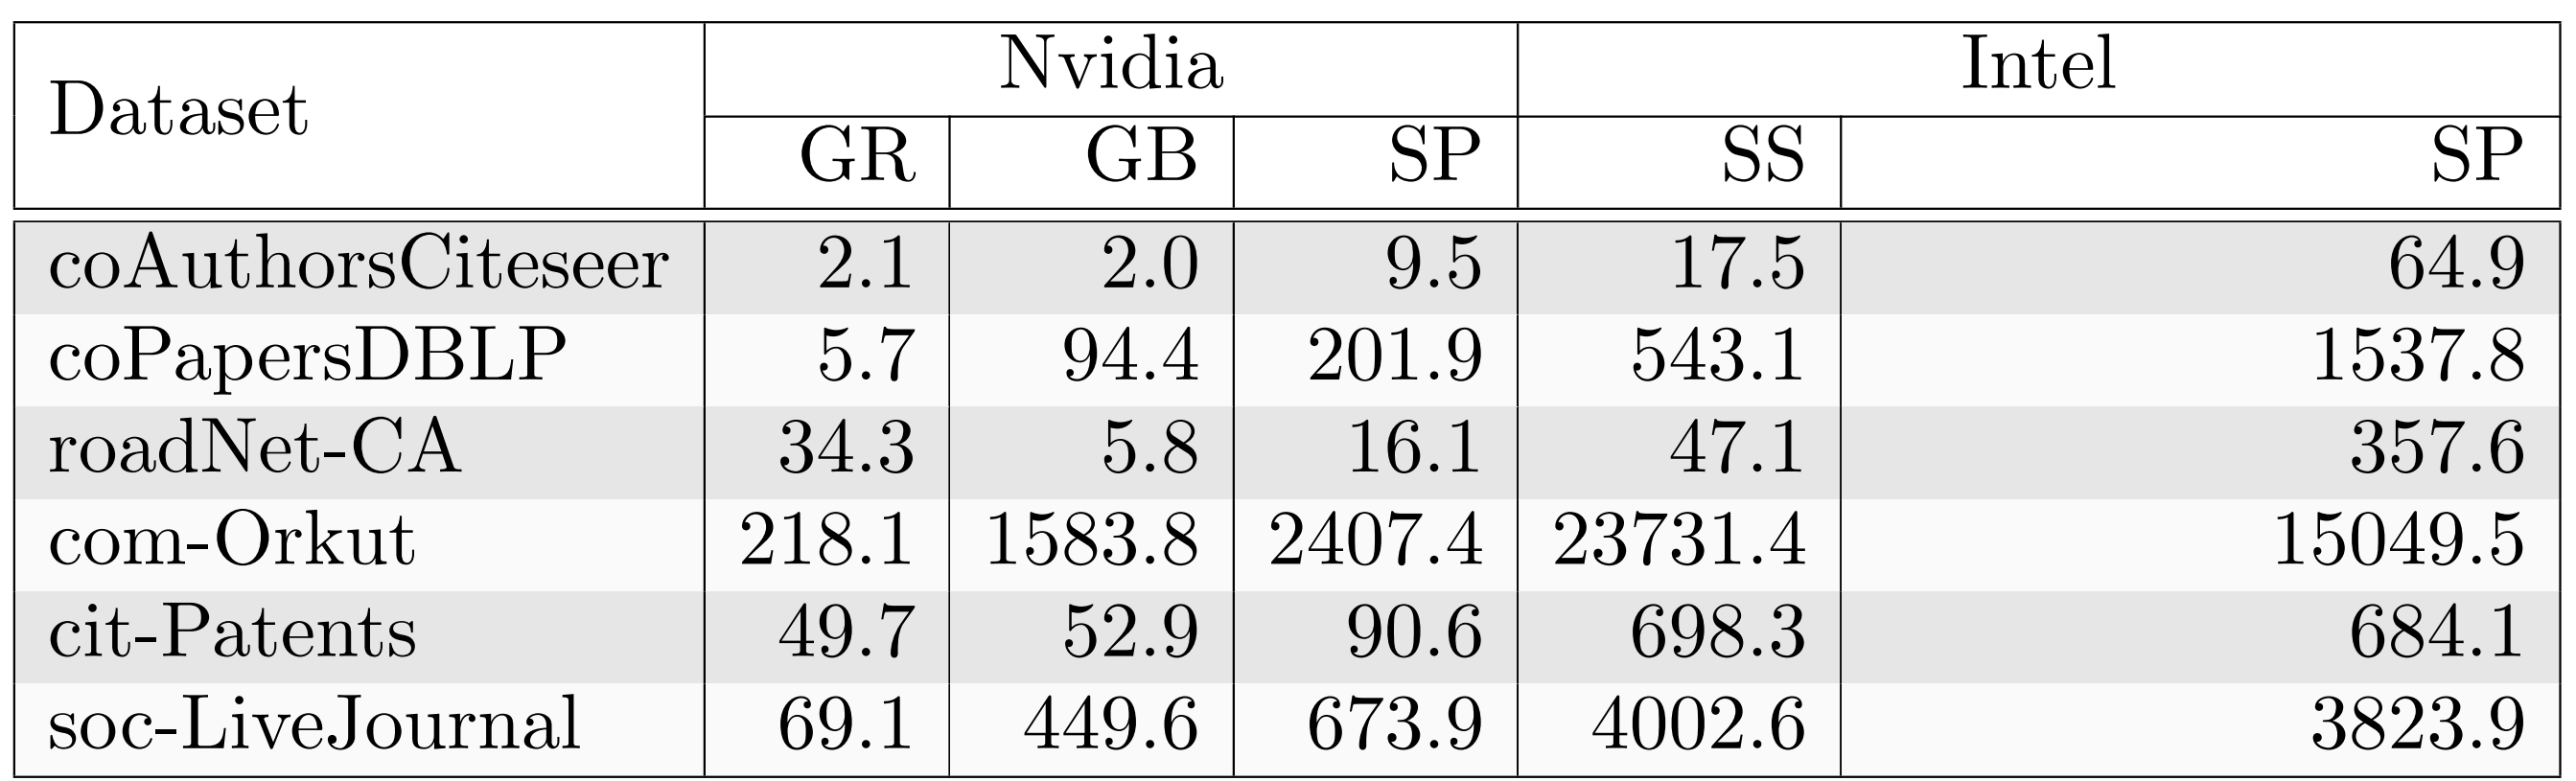 Dataset Nvidia Intel
GR GB SP SS SP
coAuthorsCiteseer 2.1 2.0 9.5 17.5 64.9
coPapersDBLP 5.7 94.4 201.9 543.1 1537.8
roadNet-CA 34.3 5.8 16.1 47.1 357.6
com-Orkut 218.1 1583.8 2407.4 23731.4 15049.5
cit-Patents 49.7 52.9 90.6 698.3 684.1
soc-LiveJournal 69.1 449.6 673.9 4002.6 3823.9